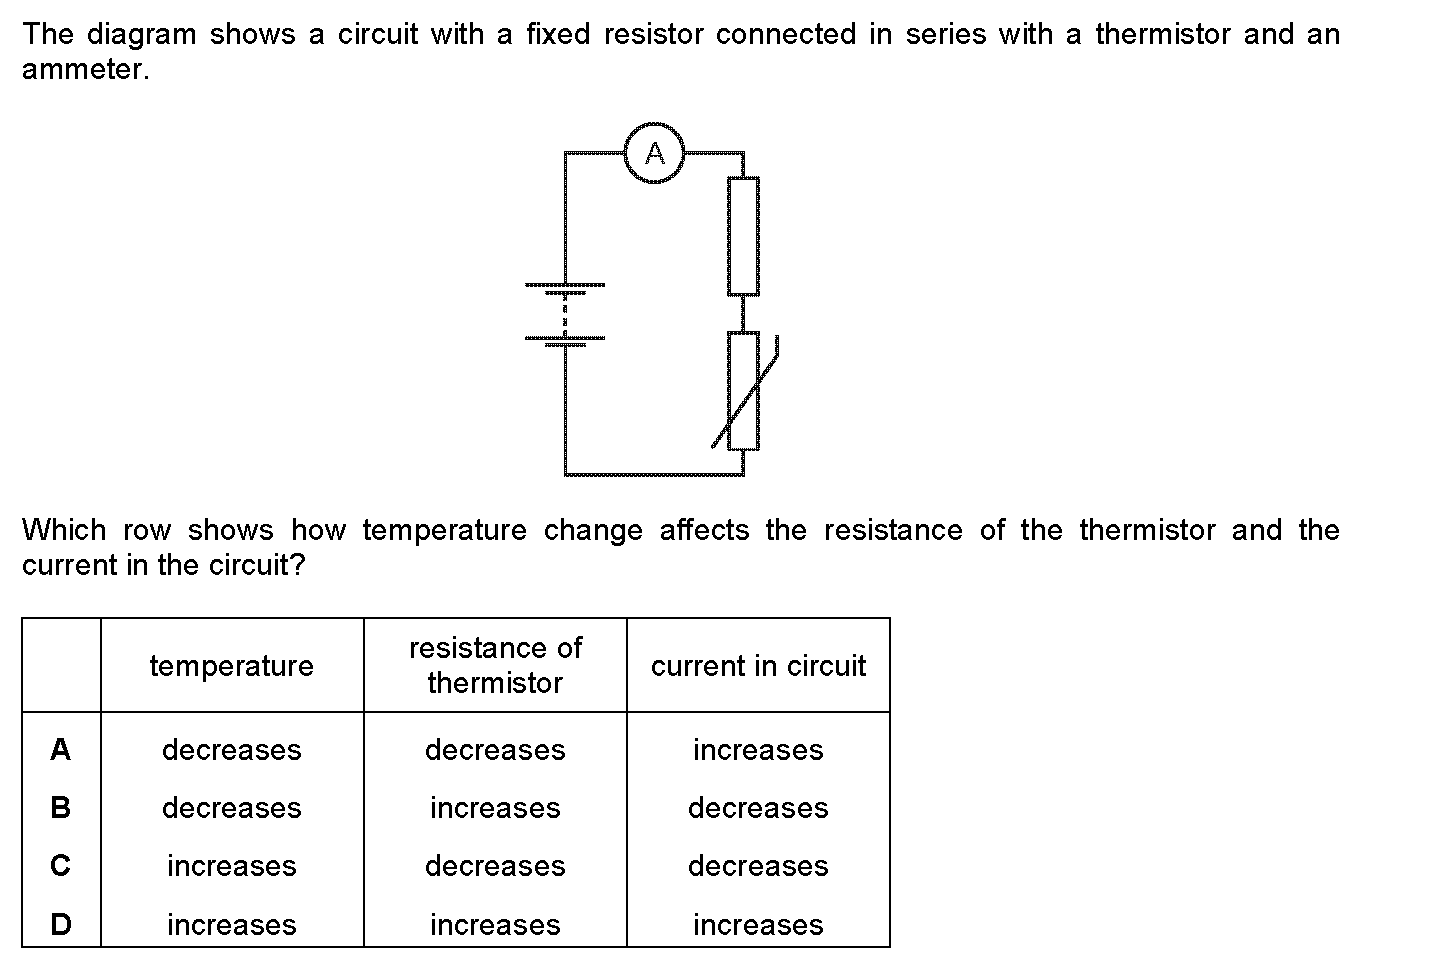 The diagram shows a circuit with a fixed resistor connected in series with a thermistor and an
ammeter.
A
Which row shows how temperature change affects the resistance of the thermistor and the
current in the circuit?
temperature resistance of thermistor current in circuit
A decreases decreases increases
B decreases increases decreases
C increases decreases decreases
D increases increases increases